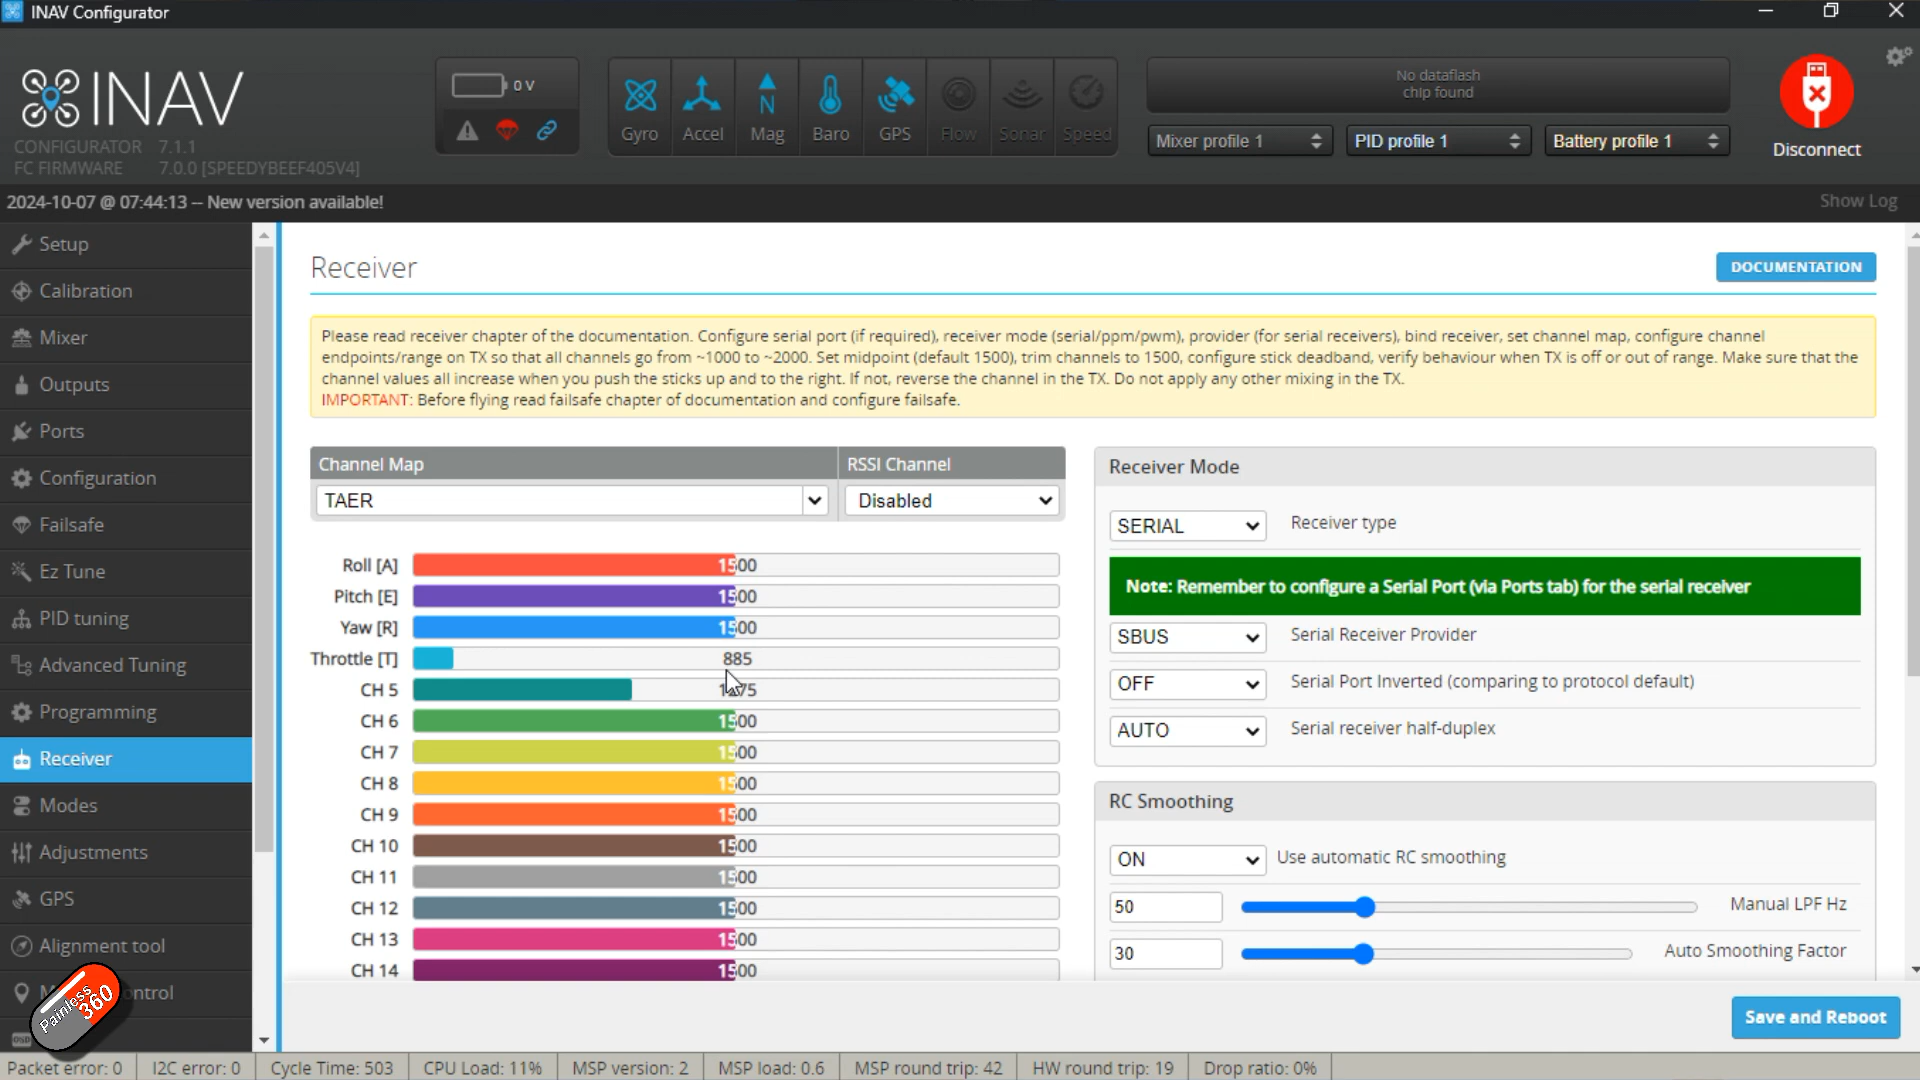 INAV Configurator
INAV
CONFIGURATOR 7.1.1
FC FIRMWARE 7.0.0 [SPEEDYBEEF405V4]
0 V
Gyro
Accel
Mag
Baro
GPS
Flow
Sonar
Speed
No dataflash
chip found
Mixer profile 1
PID profile 1
Battery profile 1
Disconnect
2024-10-07 @ 07:44:13 -- New version available!
Show Log
Setup
Calibration
Mixer
Outputs
Ports
Configuration
Failsafe
Ez Tune
PID tuning
Advanced Tuning
Programming
Receiver
Modes
Adjustments
GPS
Alignment tool
Painless
360
Receiver
DOCUMENTATION
Please read receiver chapter of the documentation. Configure serial port (if required), receiver mode (serial/ppm/pwm), provider (for serial receivers), bind receiver, set channel map, configure channel
endpoints/range on TX so that all channels go from ~1000 to ~2000. Set midpoint (default 1500), trim channels to 1500, configure stick deadband, verify behaviour when TX is off or out of range. Make sure that the
channel values all increase when you push the sticks up and to the right. If not, reverse the channel in the TX. Do not apply any other mixing in the TX.
IMPORTANT: Before flying read failsafe chapter of documentation and configure failsafe.
Channel Map
RSSI Channel
TAER
Disabled
Roll [A] 1500
Pitch [E] 1500
Yaw [R] 1500
Throttle [T] 885
CH 5
CH 6 1500
CH 7 1500
CH 8 1500
CH 9 1500
CH 10 1500
CH 11 1500
CH 12 1500
CH 13 1500
CH 14 1500
Receiver Mode
SERIAL Receiver type
Note: Remember to configure a Serial Port (via Ports tab) for the serial receiver
SBUS Serial Receiver Provider
OFF Serial Port Inverted (comparing to protocol default)
AUTO Serial receiver half-duplex
RC Smoothing
ON Use automatic RC smoothing
50 Manual LPF Hz
30 Auto Smoothing Factor
Save and Reboot
Packet error: 0
I2C error: 0
Cycle Time: 503
CPU Load: 11%
MSP version: 2
MSP load: 0.6
MSP round trip: 42
HW round trip: 19
Drop ratio: 0%